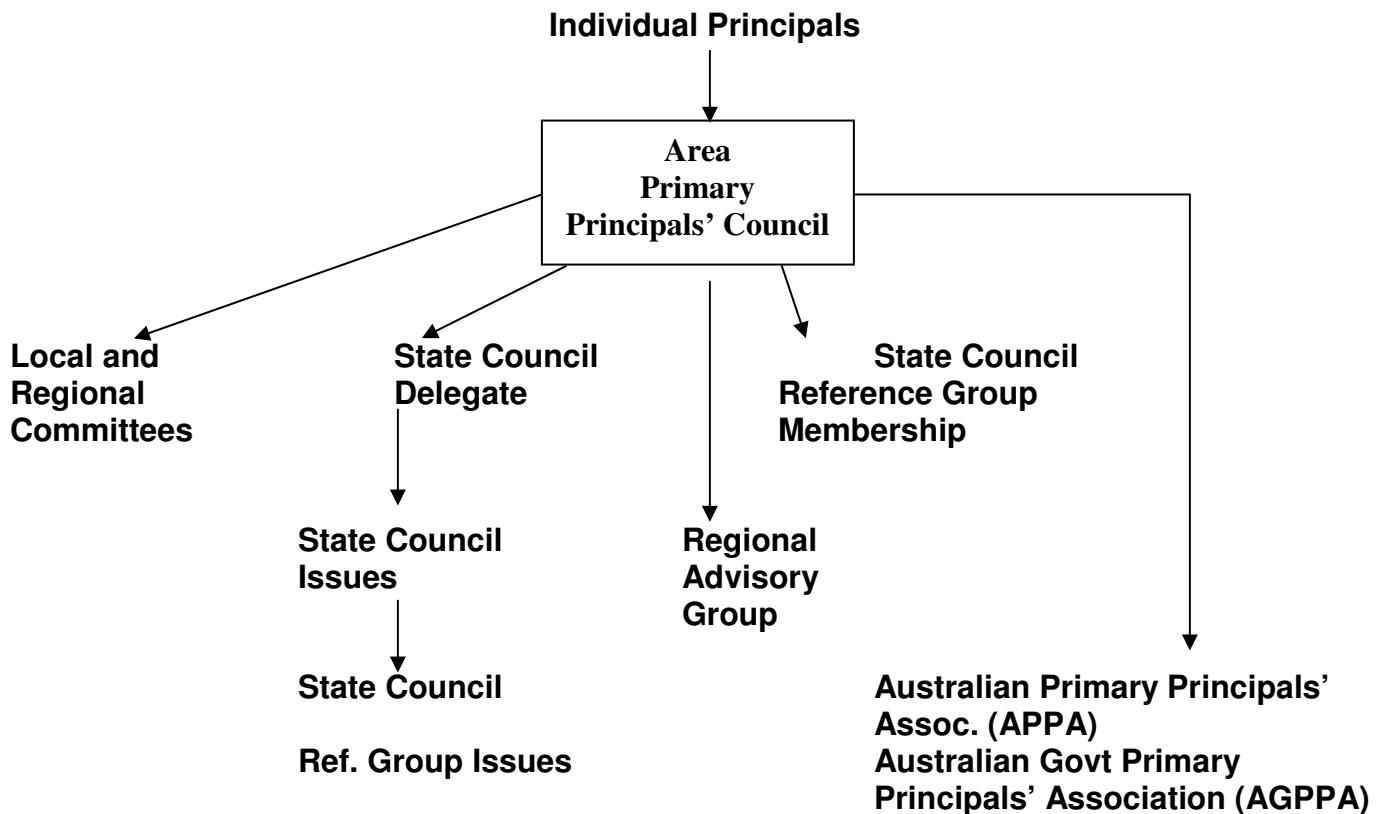 Individual Principals
Area
Primary
Principals’ Council
Local and
Regional
Committees
State Council
Delegate
State Council
Reference Group
Membership
State Council
Issues
Regional
Advisory
Group
State Council
Ref. Group Issues
Australian Primary Principals’
Assoc. (APPA)
Australian Govt Primary
Principals’ Association (AGPPA)